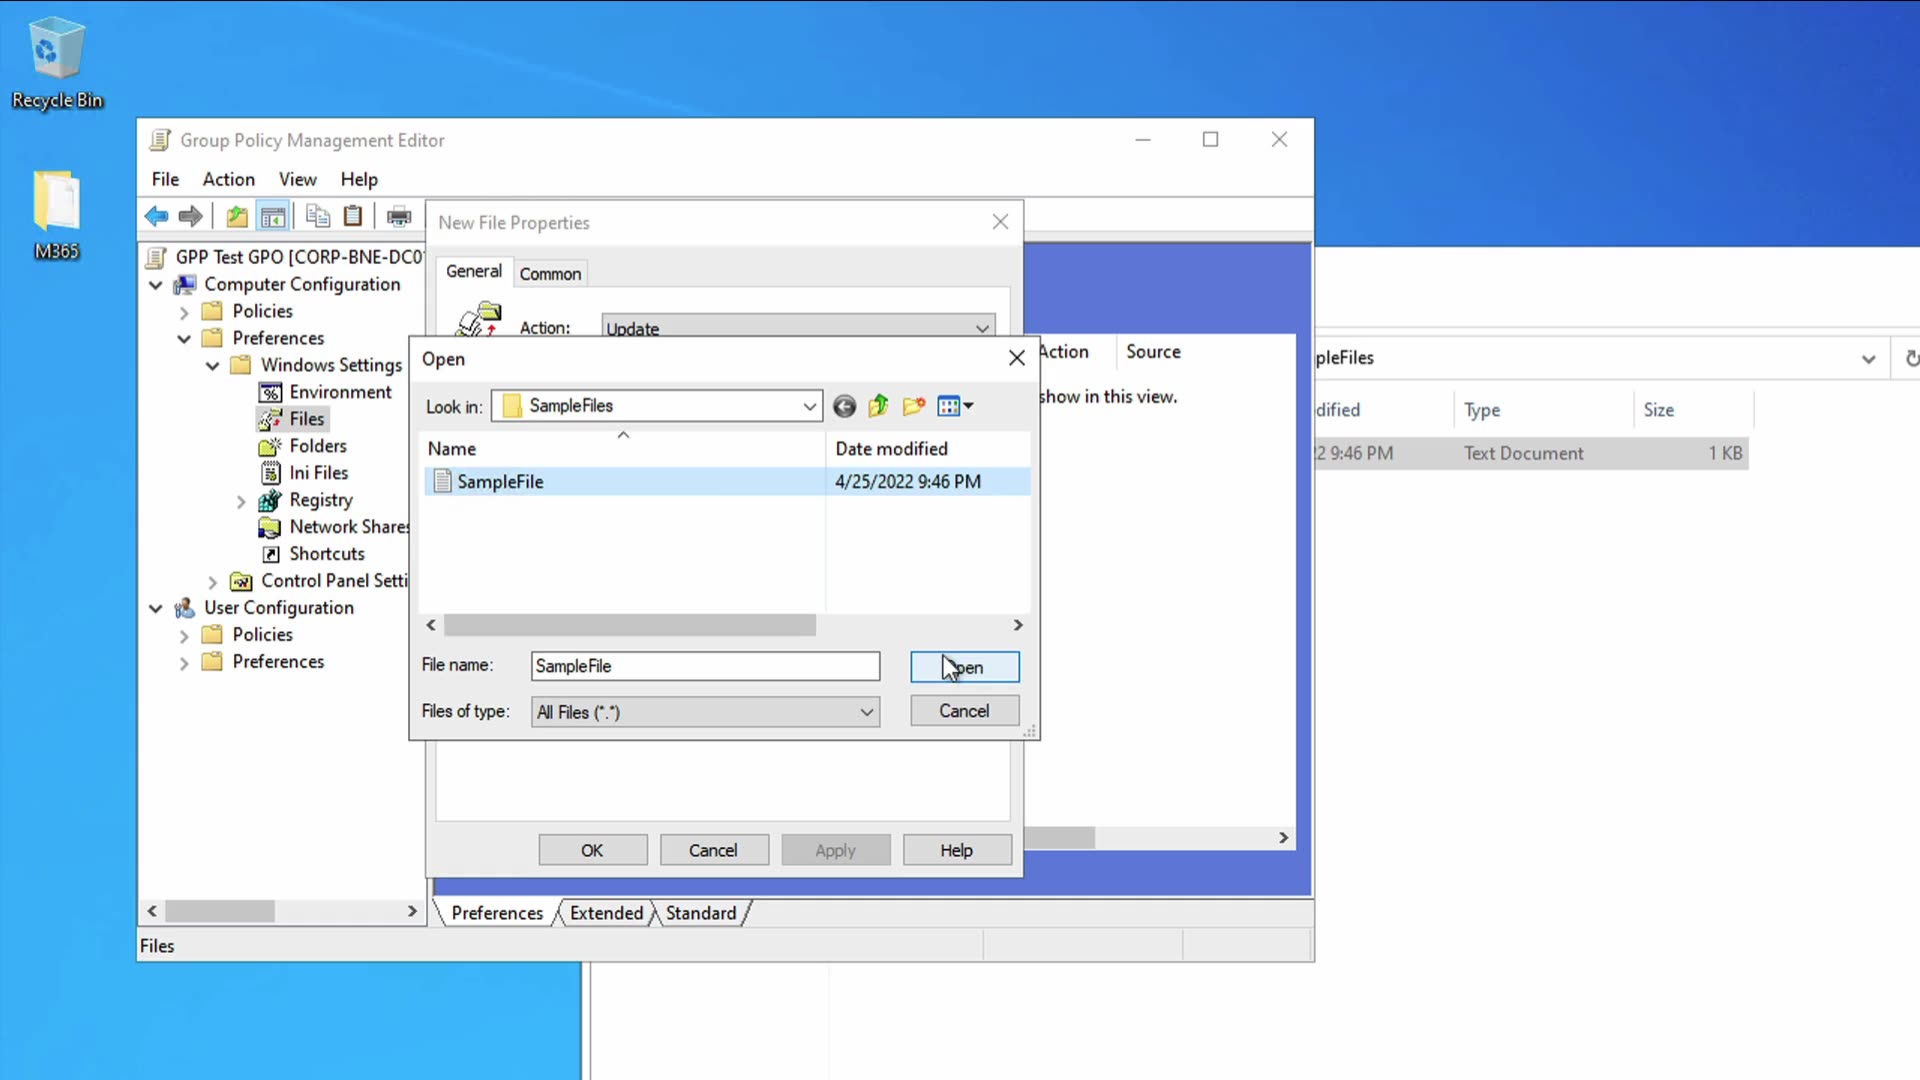 Recycle Bin
M365
Group Policy Management Editor
File Action View Help
New File Properties
General Common
Action: Update
GPP Test GPO [CORP-BNE-DC0
Computer Configuration
Policies
Preferences
Windows Settings
Environment
Files
Folders
Ini Files
Registry
Network Shares
Shortcuts
Control Panel Setti
User Configuration
Policies
Preferences
Open
Look in: SampleFiles
Name Date modified
SampleFile 4/25/2022 9:46 PM
File name: SampleFile Open
Files of type: All Files (*.*) Cancel
OK Cancel Apply Help
Action Source
show in this view.
Preferences Extended Standard
Files
pleFiles
dified Type Size
22 9:46 PM Text Document 1 KB